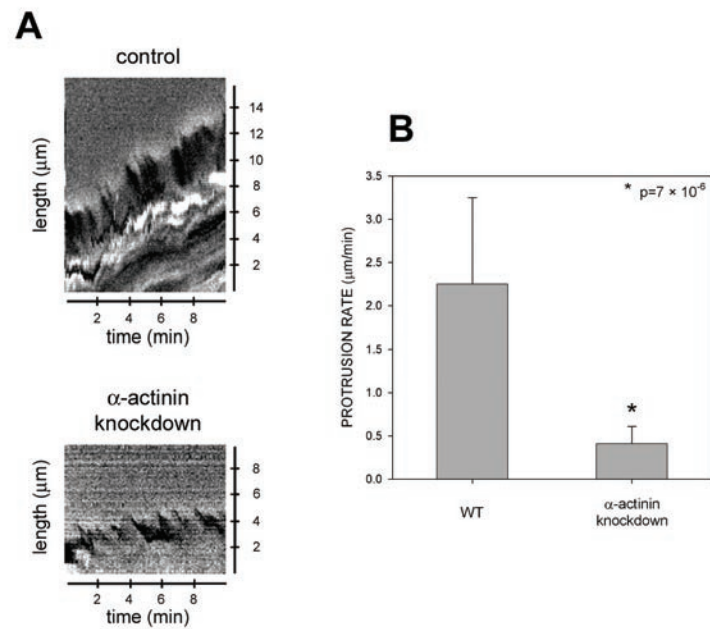 A
control
length (μm)
14
12
10
8
6
4
2
2 4 6 8
time (min)
α-actinin
knockdown
length (μm)
8
6
4
2
2 4 6 8
time (min)
B
* p=7 × 10⁻⁶
PROTRUSION RATE (μm/min)
3.5
3.0
2.5
2.0
1.5
1.0
0.5
0.0
*
WT
α-actinin
knockdown